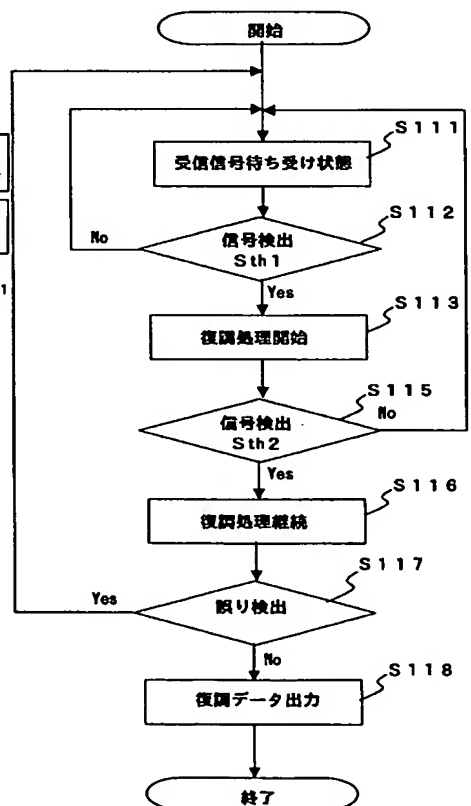 開始
S111
受信信号待ち受け状態
S112
信号検出
Sth1
No
Yes
S113
復調処理開始
S115
信号検出
Sth2
No
Yes
S116
復調処理継続
S117
誤り検出
Yes
No
S118
復調データ出力
終了
1